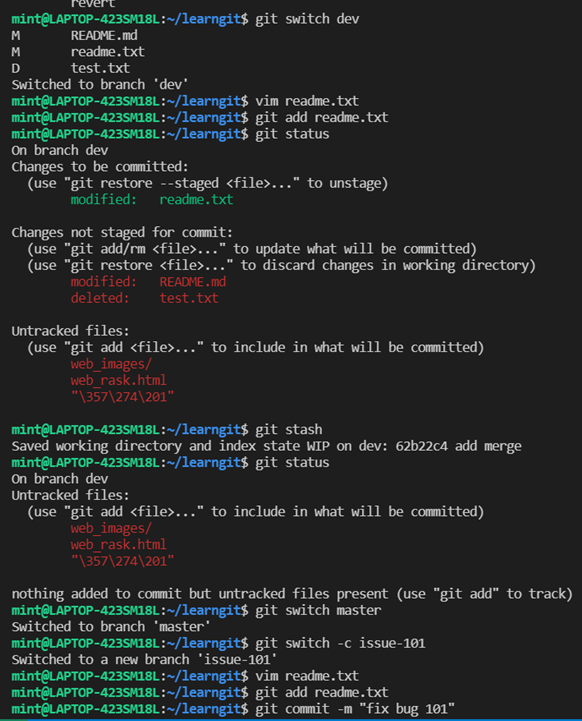 revert
mint@LAPTOP-423SM18L:~/learngit$ git switch dev
M       README.md
M       readme.txt
D       test.txt
Switched to branch 'dev'
mint@LAPTOP-423SM18L:~/learngit$ vim readme.txt
mint@LAPTOP-423SM18L:~/learngit$ git add readme.txt
mint@LAPTOP-423SM18L:~/learngit$ git status
On branch dev
Changes to be committed:
  (use "git restore --staged <file>..." to unstage)
        modified:   readme.txt

Changes not staged for commit:
  (use "git add/rm <file>..." to update what will be committed)
  (use "git restore <file>..." to discard changes in working directory)
        modified:   README.md
        deleted:    test.txt

Untracked files:
  (use "git add <file>..." to include in what will be committed)
        web_images/
        web_rask.html
        "\357\274\201"

mint@LAPTOP-423SM18L:~/learngit$ git stash
Saved working directory and index state WIP on dev: 62b22c4 add merge
mint@LAPTOP-423SM18L:~/learngit$ git status
On branch dev
Untracked files:
  (use "git add <file>..." to include in what will be committed)
        web_images/
        web_rask.html
        "\357\274\201"

nothing added to commit but untracked files present (use "git add" to track)
mint@LAPTOP-423SM18L:~/learngit$ git switch master
Switched to branch 'master'
mint@LAPTOP-423SM18L:~/learngit$ git switch -c issue-101
Switched to a new branch 'issue-101'
mint@LAPTOP-423SM18L:~/learngit$ vim readme.txt
mint@LAPTOP-423SM18L:~/learngit$ git add readme.txt
mint@LAPTOP-423SM18L:~/learngit$ git commit -m "fix bug 101"